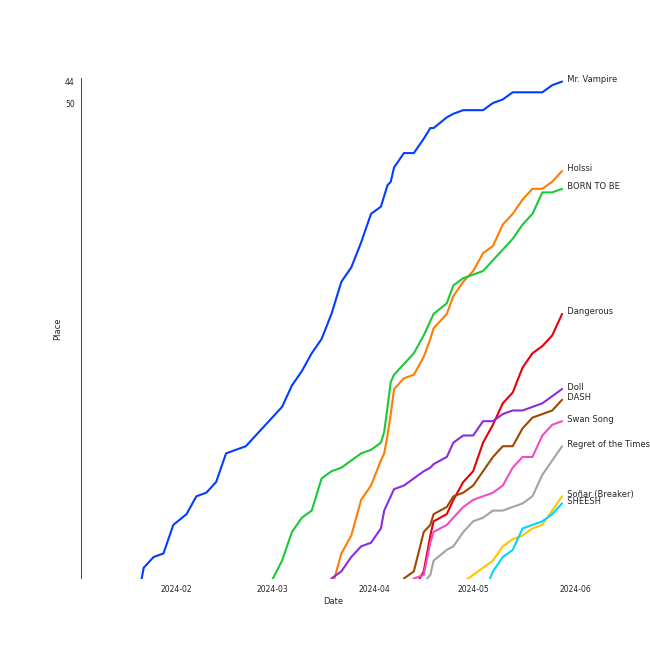 44
50
Place
Mr. Vampire
Holssi
BORN TO BE
Dangerous
Doll
DASH
Swan Song
Regret of the Times
Soñar (Breaker)
SHEESH
2024-02
2024-03
2024-04
2024-05
2024-06
Date